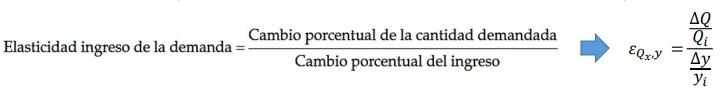 Elasticidad ingreso de la demanda = Cambio porcentual de la cantidad demandada / Cambio porcentual del ingreso
ε_{Q_x,y} = (ΔQ / Q_i) / (Δy / y_i)